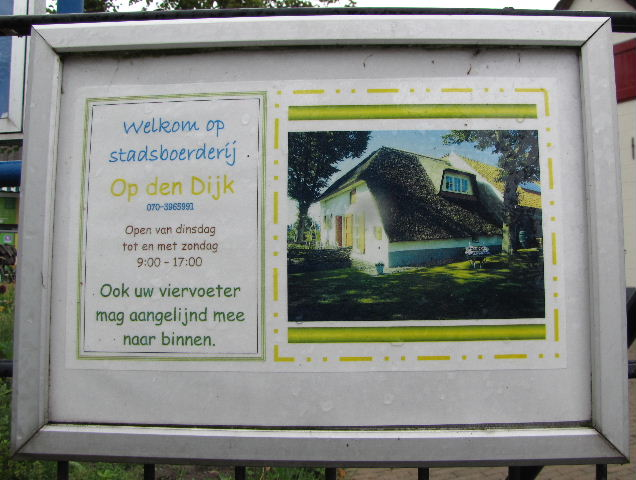 Welkom op
stadsboerderij
Op den Dijk
070-3965991
Open van dinsdag
tot en met zondag
9:00 - 17:00
Ook uw viervoeter
mag aangelijnd mee
naar binnen.